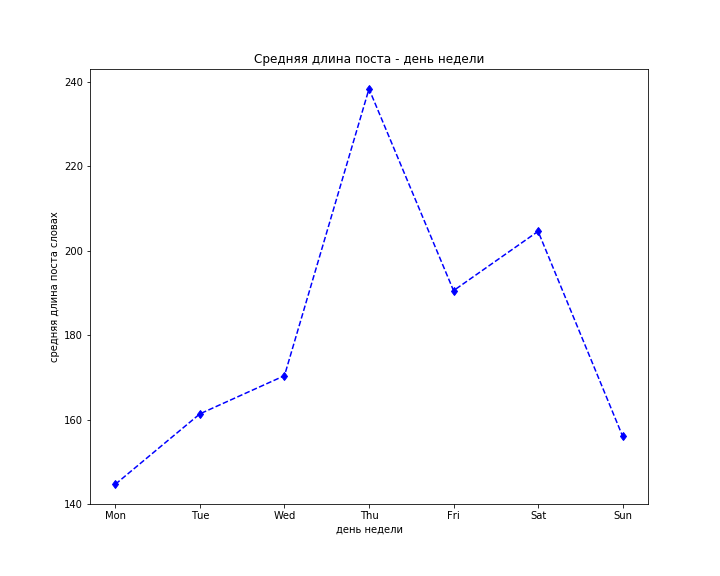 Средняя длина поста - день недели
240
220
200
180
160
140
средняя длина поста словах
Mon Tue Wed Thu Fri Sat Sun
день недели